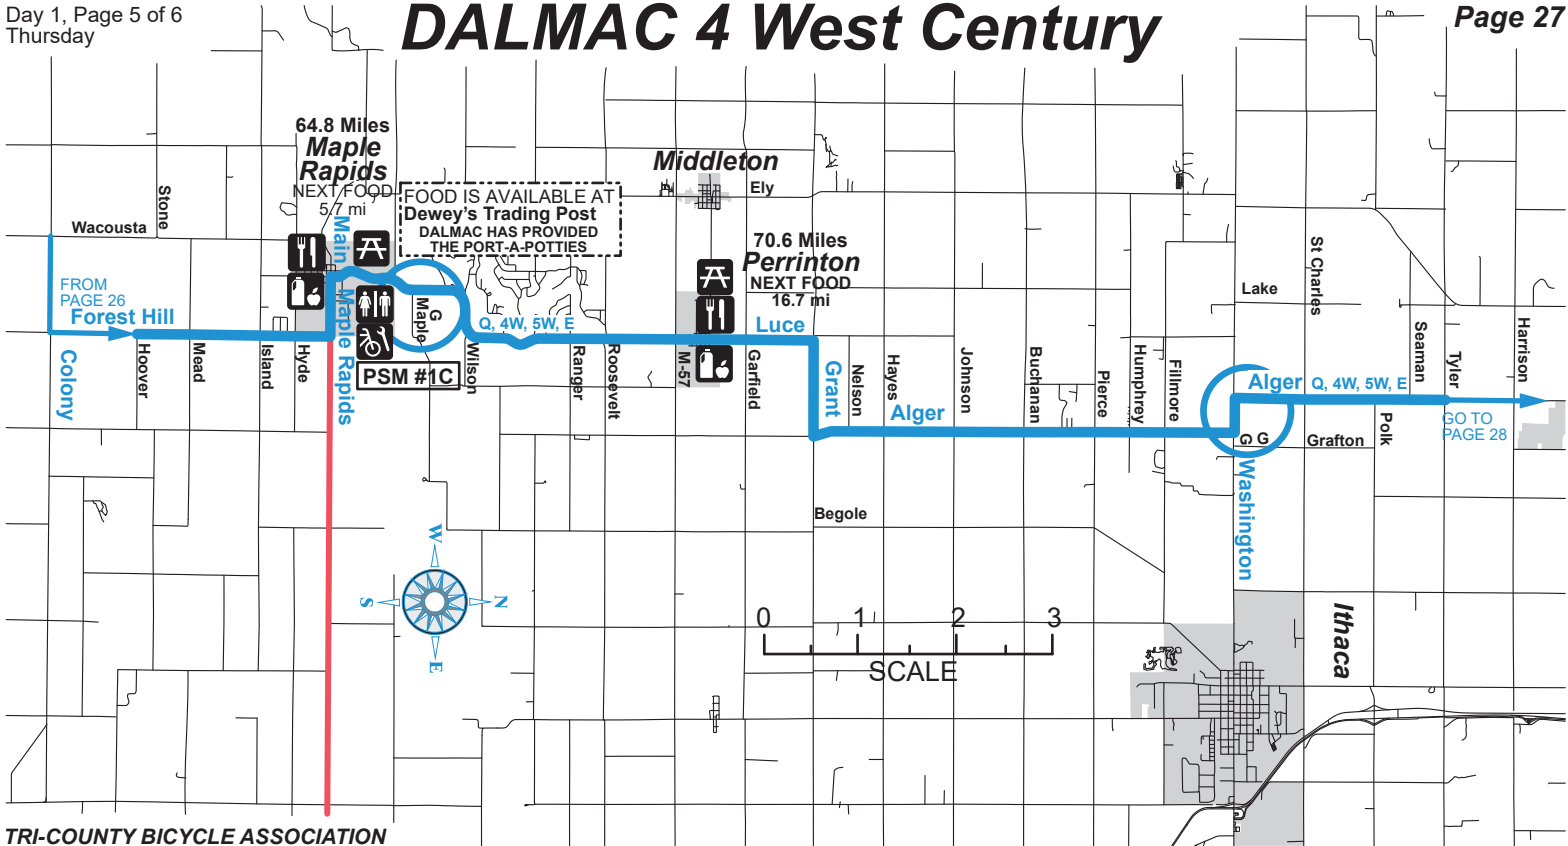 Day 1, Page 5 of 6
Thursday
DALMAC 4 West Century
Page 27
64.8 Miles
Maple
Rapids
NEXT FOOD
5.7 mi
FOOD IS AVAILABLE AT
Dewey's Trading Post
DALMAC HAS PROVIDED
THE PORT-A-POTTIES
Middleton
Ely
70.6 Miles
Perrinton
NEXT FOOD
16.7 mi
Stone
Wacousta
Main
FROM
PAGE 26
Forest Hill
Colony
Hoover
Mead
Island
Hyde
Maple Rapids
PSM #1C
G
Maple
Wilson
Q, 4W, 5W, E
Ranger
Roosevelt
M-57
Garfield
Luce
Grant
Nelson
Hayes
Alger
Johnson
Buchanan
Pierce
Humphrey
Fillmore
Lake
St Charles
Alger
Q, 4W, 5W, E
Seaman
Tyler
Harrison
GO TO
PAGE 28
G G
Grafton
Polk
Washington
Begole
Ithaca
W
S
N
E
0 1 2 3
SCALE
TRI-COUNTY BICYCLE ASSOCIATION